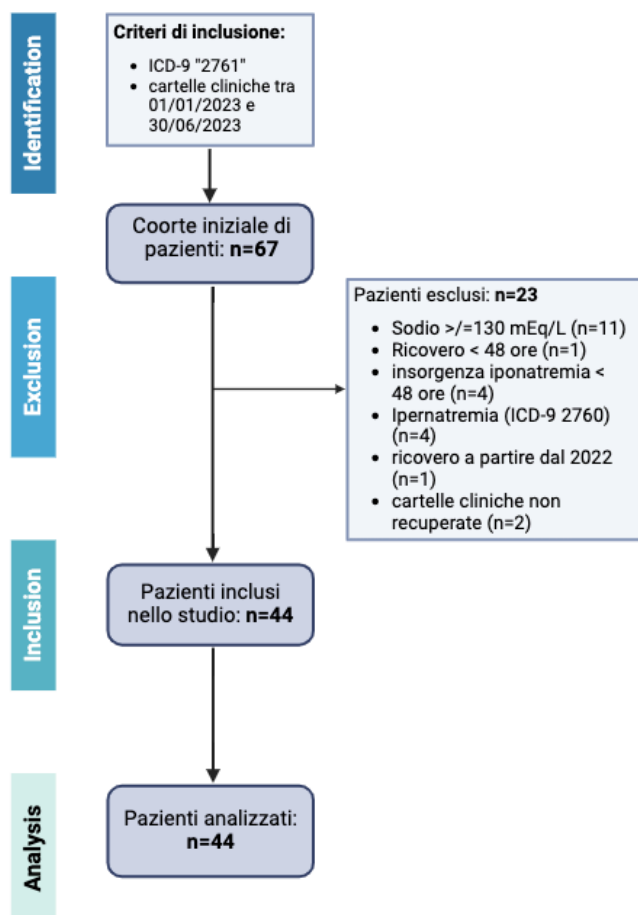 Identification
Criteri di inclusione:
• ICD-9 "2761"
• cartelle cliniche tra
01/01/2023 e
30/06/2023
Coorte iniziale di
pazienti: n=67
Exclusion
Pazienti esclusi: n=23
• Sodio >/=130 mEq/L (n=11)
• Ricovero < 48 ore (n=1)
• insorgenza iponatremia <
48 ore (n=4)
• Ipernatremia (ICD-9 2760)
(n=4)
• ricovero a partire dal 2022
(n=1)
• cartelle cliniche non
recuperate (n=2)
Inclusion
Pazienti inclusi
nello studio: n=44
Analysis
Pazienti analizzati:
n=44